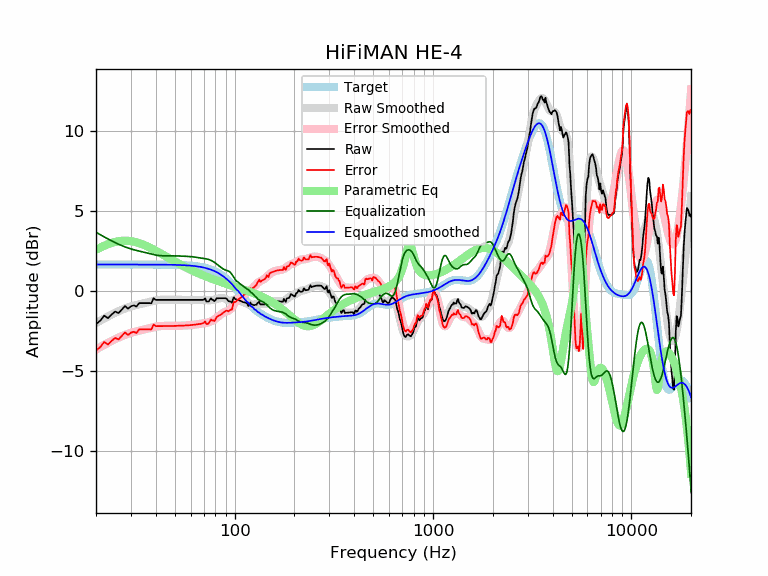 HiFiMAN HE-4
Target
Raw Smoothed
Error Smoothed
Raw
Error
Parametric Eq
Equalization
Equalized smoothed
10
5
0
−5
−10
Amplitude (dBr)
100
1000
10000
Frequency (Hz)